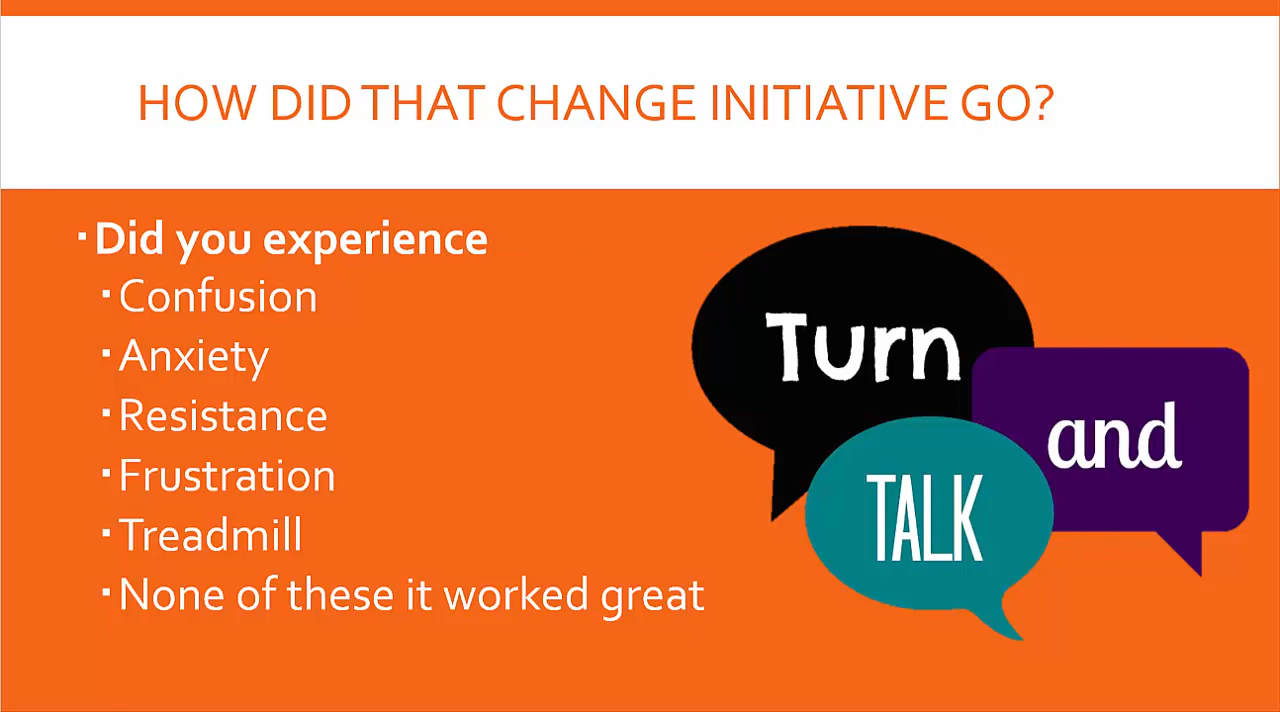 HOW DID THAT CHANGE INITIATIVE GO?
Did you experience
Confusion
Anxiety
Resistance
Frustration
Treadmill
None of these it worked great
Turn
and
TALK